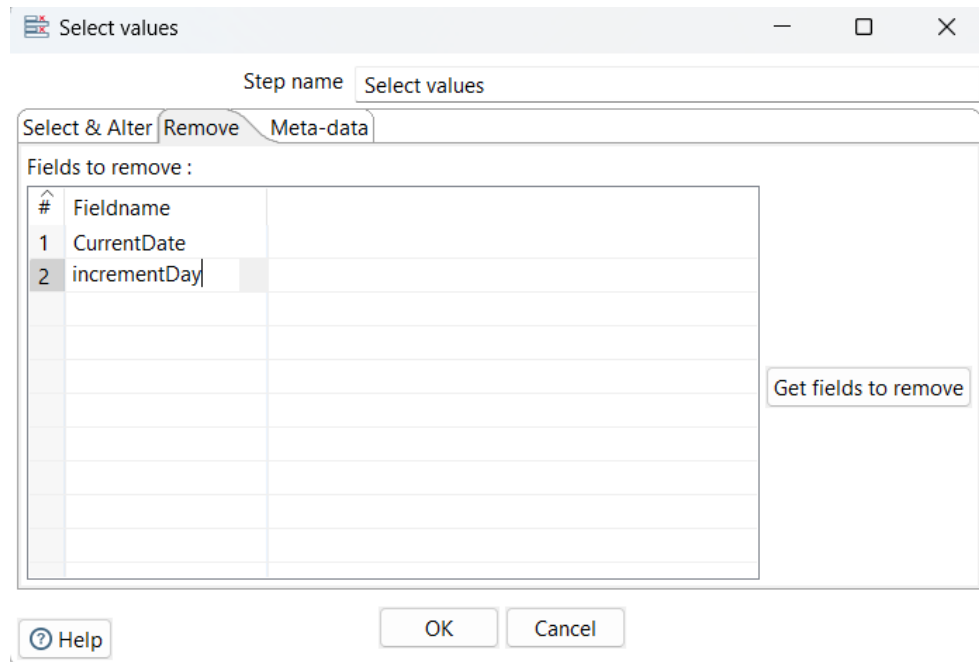 Select values
Step name Select values
Select & Alter Remove Meta-data
Fields to remove :
# Fieldname
1 CurrentDate
2 incrementDay
Get fields to remove
? Help OK Cancel